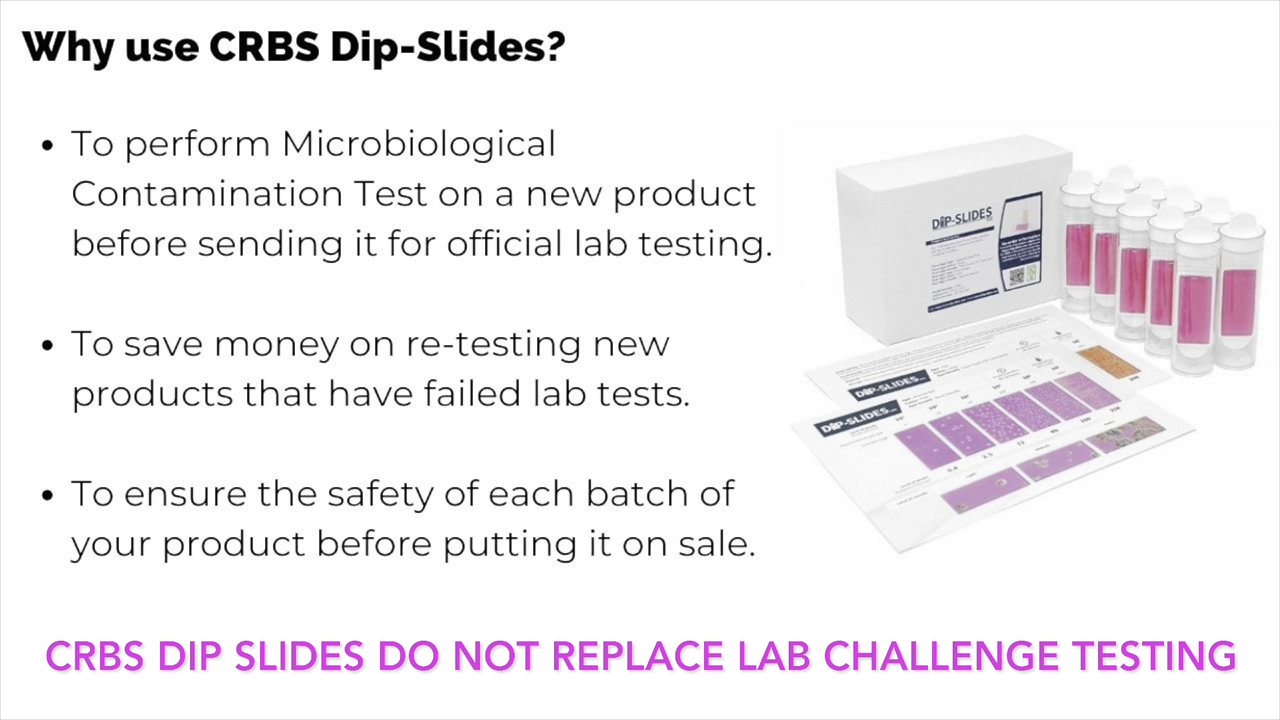 Why use CRBS Dip-Slides?
• To perform Microbiological
Contamination Test on a new product
before sending it for official lab testing.
• To save money on re-testing new
products that have failed lab tests.
• To ensure the safety of each batch of
your product before putting it on sale.
DIP-SLIDES
DIP-SLIDES
DIP-SLIDES
CRBS DIP SLIDES DO NOT REPLACE LAB CHALLENGE TESTING